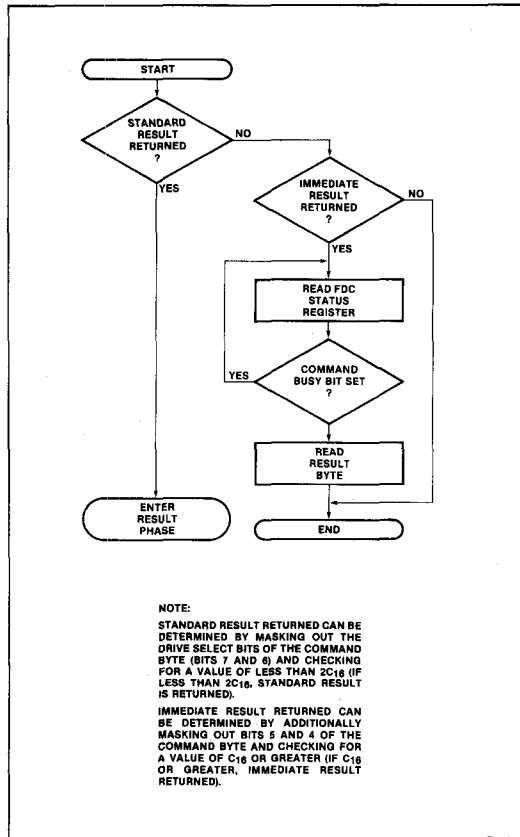 START
STANDARD
RESULT
RETURNED
?
NO
YES
IMMEDIATE
RESULT
RETURNED
?
NO
YES
READ FDC
STATUS
REGISTER
COMMAND
BUSY BIT SET
?
YES
READ
RESULT
BYTE
ENTER
RESULT
PHASE
END
NOTE:
STANDARD RESULT RETURNED CAN BE
DETERMINED BY MASKING OUT THE
DRIVE SELECT BITS OF THE COMMAND
BYTE (BITS 7 AND 6) AND CHECKING
FOR A VALUE OF LESS THAN 2C₁₆ (IF
LESS THAN 2C₁₆, STANDARD RESULT
IS RETURNED).
IMMEDIATE RESULT RETURNED CAN
BE DETERMINED BY ADDITIONALLY
MASKING OUT BITS 5 AND 4 OF THE
COMMAND BYTE AND CHECKING FOR
A VALUE OF C₁₆ OR GREATER (IF C₁₆
OR GREATER, IMMEDIATE RESULT
RETURNED).